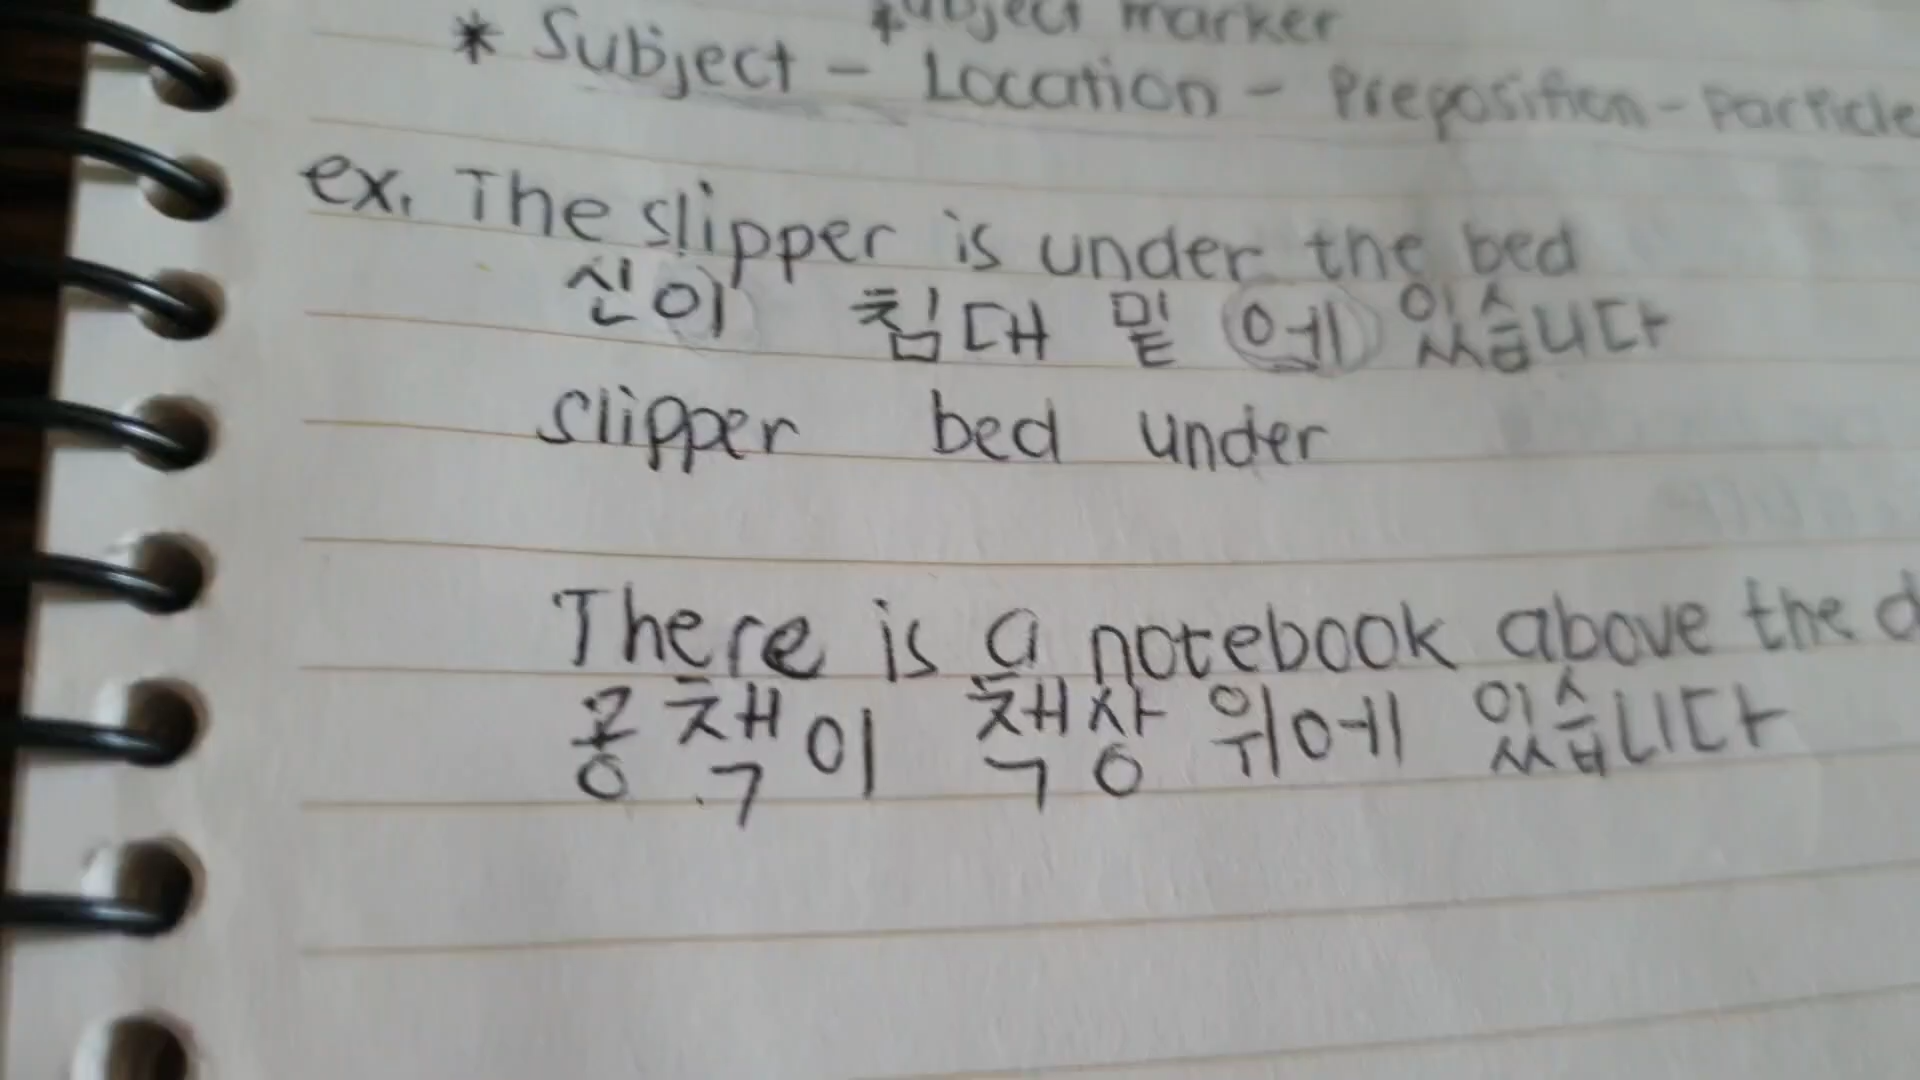 subject marker
* Subject - Location - Preposition - Particle
ex. The slipper is under the bed
신이 침대 밑 에 있습니다
slipper bed under
There is a notebook above the
공챆이 챆상 위에 있습니다